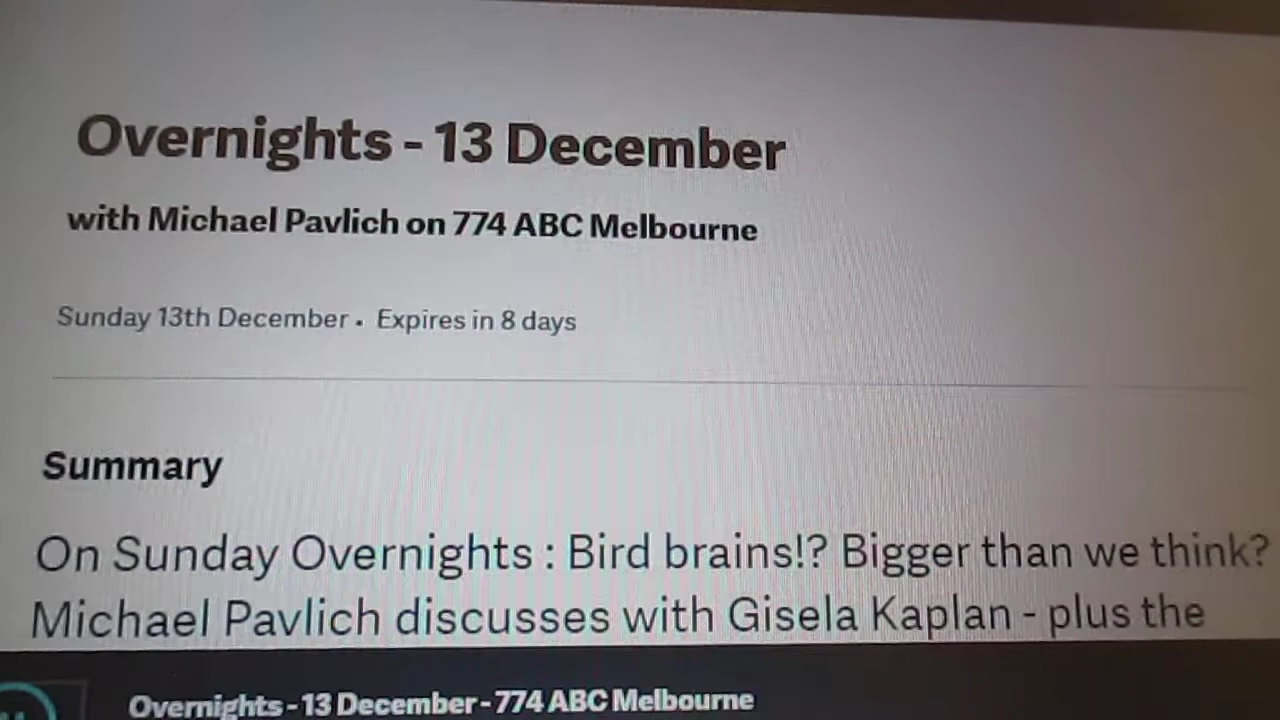 Overnights - 13 December
with Michael Pavlich on 774 ABC Melbourne
Sunday 13th December • Expires in 8 days
Summary
On Sunday Overnights : Bird brains!? Bigger than we think?
Michael Pavlich discusses with Gisela Kaplan - plus the
Overnights - 13 December - 774 ABC Melbourne